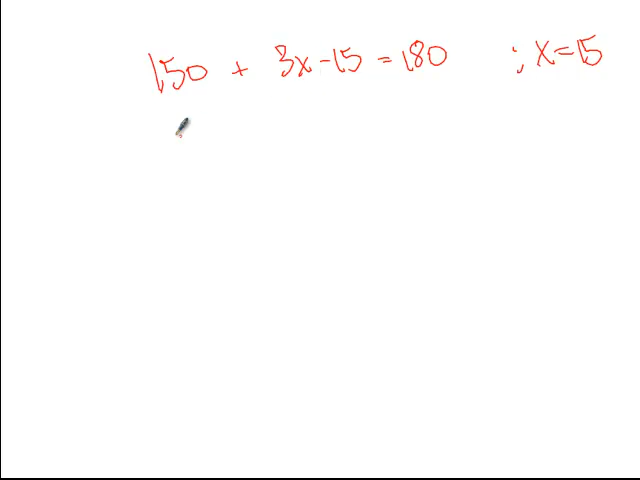 150 + 3x - 15 = 180 ; x = 15